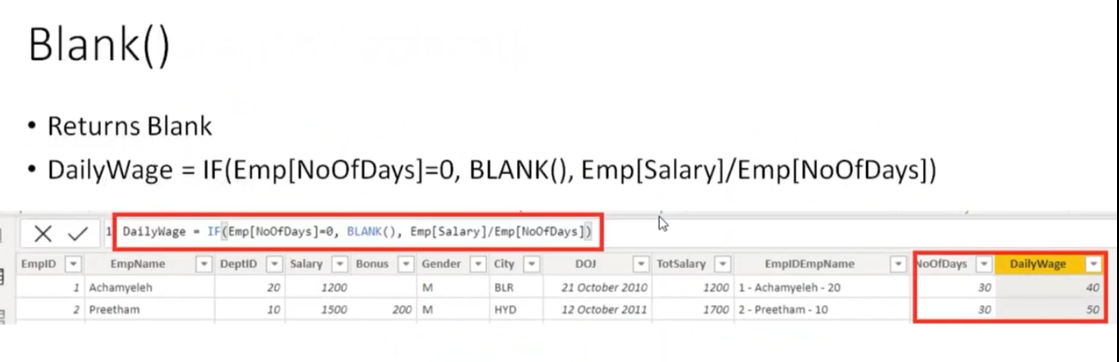 Blank()
• Returns Blank
• DailyWage = IF(Emp[NoOfDays]=0, BLANK(), Emp[Salary]/Emp[NoOfDays])
1 DailyWage = IF(Emp[NoOfDays]=0, BLANK(), Emp[Salary]/Emp[NoOfDays])
EmpID EmpName DeptID Salary Bonus Gender City DOJ TotSalary EmpIDEmpName NoOfDays DailyWage
1 Achamyeleh 20 1200 M BLR 21 October 2010 1200 1 - Achamyeleh - 20 30 40
2 Preetham 10 1500 200 M HYD 12 October 2011 1700 2 - Preetham - 10 30 50